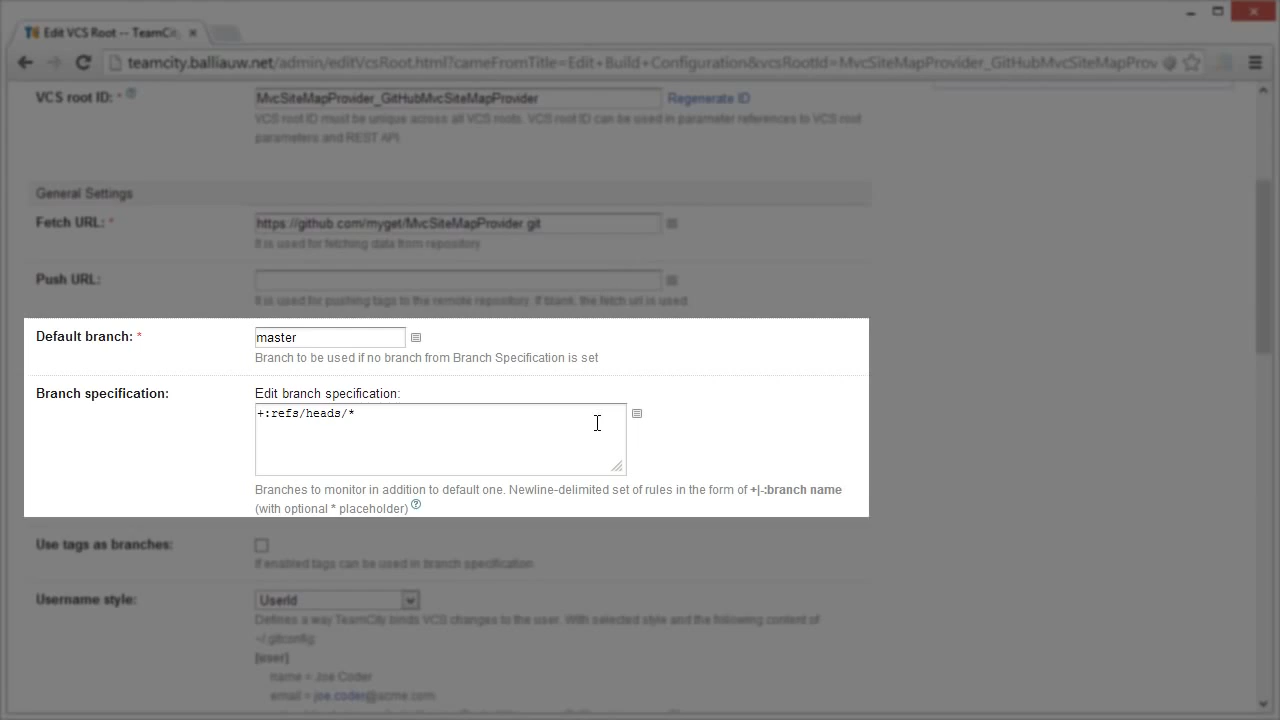 Edit VCS Root -- TeamCity
teamcity.balliauw.net/admin/editVcsRoot.html?cameFromTitle=Edit+Build+Configuration&vcsRootId=MvcSiteMapProvider_GitHubMvcSiteMapProv
VCS root ID: * MvcSiteMapProvider_GitHubMvcSiteMapProvider Regenerate ID
VCS root ID must be unique across all VCS roots. VCS root ID can be used in parameter references to VCS root
parameters and REST API.
General Settings
Fetch URL: * https://github.com/myget/MvcSiteMapProvider.git
It is used for fetching data from repository.
Push URL:
It is used for pushing tags to the remote repository. If blank, the fetch url is used.
Default branch: * master
Branch to be used if no branch from Branch Specification is set
Branch specification: Edit branch specification:
+:refs/heads/*
Branches to monitor in addition to default one. Newline-delimited set of rules in the form of +|-:branch name
(with optional * placeholder)
Use tags as branches:
If enabled tags can be used in branch specification
Username style: UserId
Defines a way TeamCity binds VCS changes to the user. With selected style and the following content of
~/.gitconfig:
[user]
name = Joe Coder
email = joe.coder@acme.com